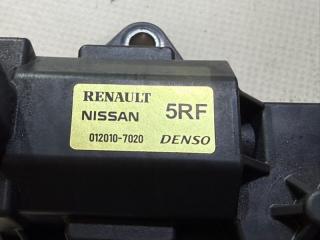 RENAULT 5RF
NISSAN
012010-7020 DENSO